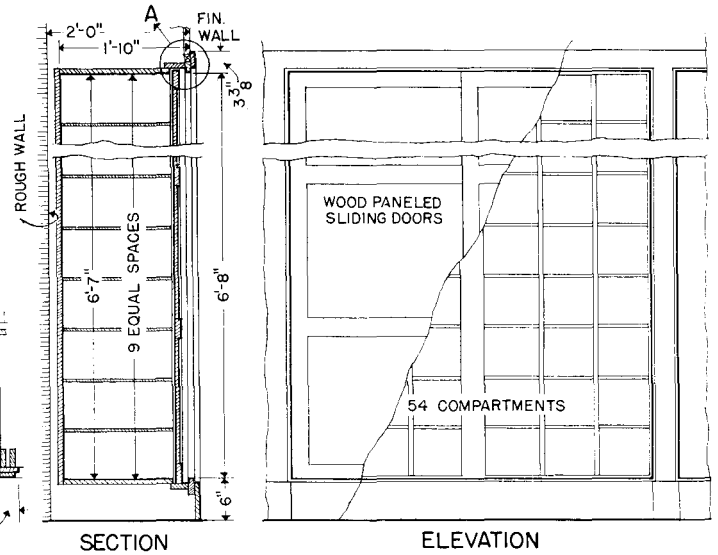 A
2'-0"
FIN.
WALL
1'-10"
3 3/8"
ROUGH WALL
6'-7"
9 EQUAL SPACES
6'-8"
6"
WOOD PANELED
SLIDING DOORS
54 COMPARTMENTS
SECTION
ELEVATION